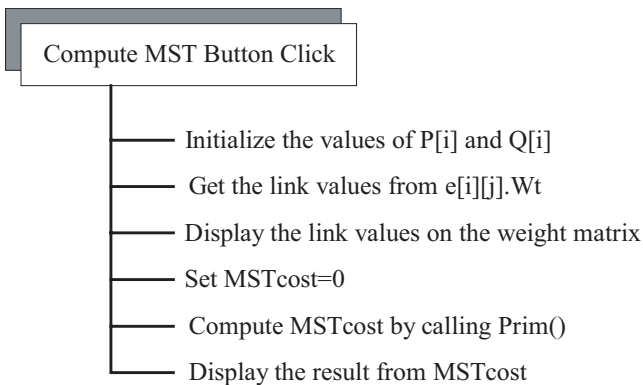 Compute MST Button Click
Initialize the values of P[i] and Q[i]
Get the link values from e[i][j].Wt
Display the link values on the weight matrix
Set MSTcost=0
Compute MSTcost by calling Prim()
Display the result from MSTcost